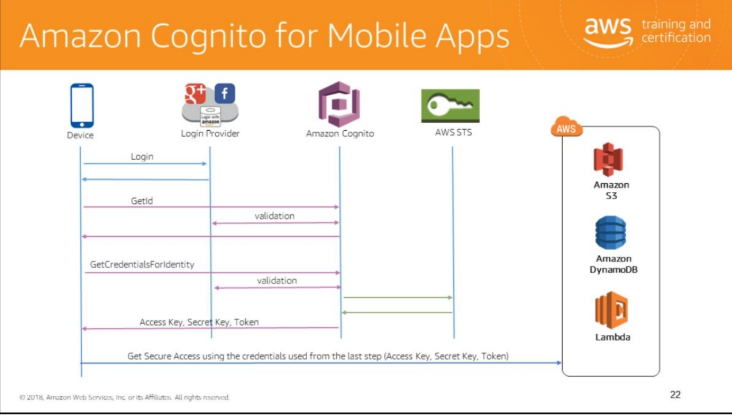 Amazon Cognito for Mobile Apps
aws training and
certification
g+ f
Login with
amazon
Device
Login Provider
Amazon Cognito
AWS STS
AWS
Login
GetId
validation
GetCredentialsForIdentity
validation
Access Key, Secret Key, Token
Get Secure Access using the credentials used from the last step (Access Key, Secret Key, Token)
Amazon
S3
Amazon
DynamoDB
Lambda
© 2018, Amazon Web Services, Inc. or its Affiliates. All rights reserved.
22